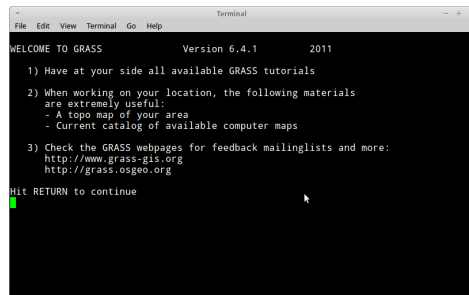 Terminal
File Edit View Terminal Go Help
WELCOME TO GRASS Version 6.4.1 2011
1) Have at your side all available GRASS tutorials
2) When working on your location, the following materials
are extremely useful:
- A topo map of your area
- Current catalog of available computer maps
3) Check the GRASS webpages for feedback mailinglists and more:
http://www.grass-gis.org
http://grass.osgeo.org
Hit RETURN to continue